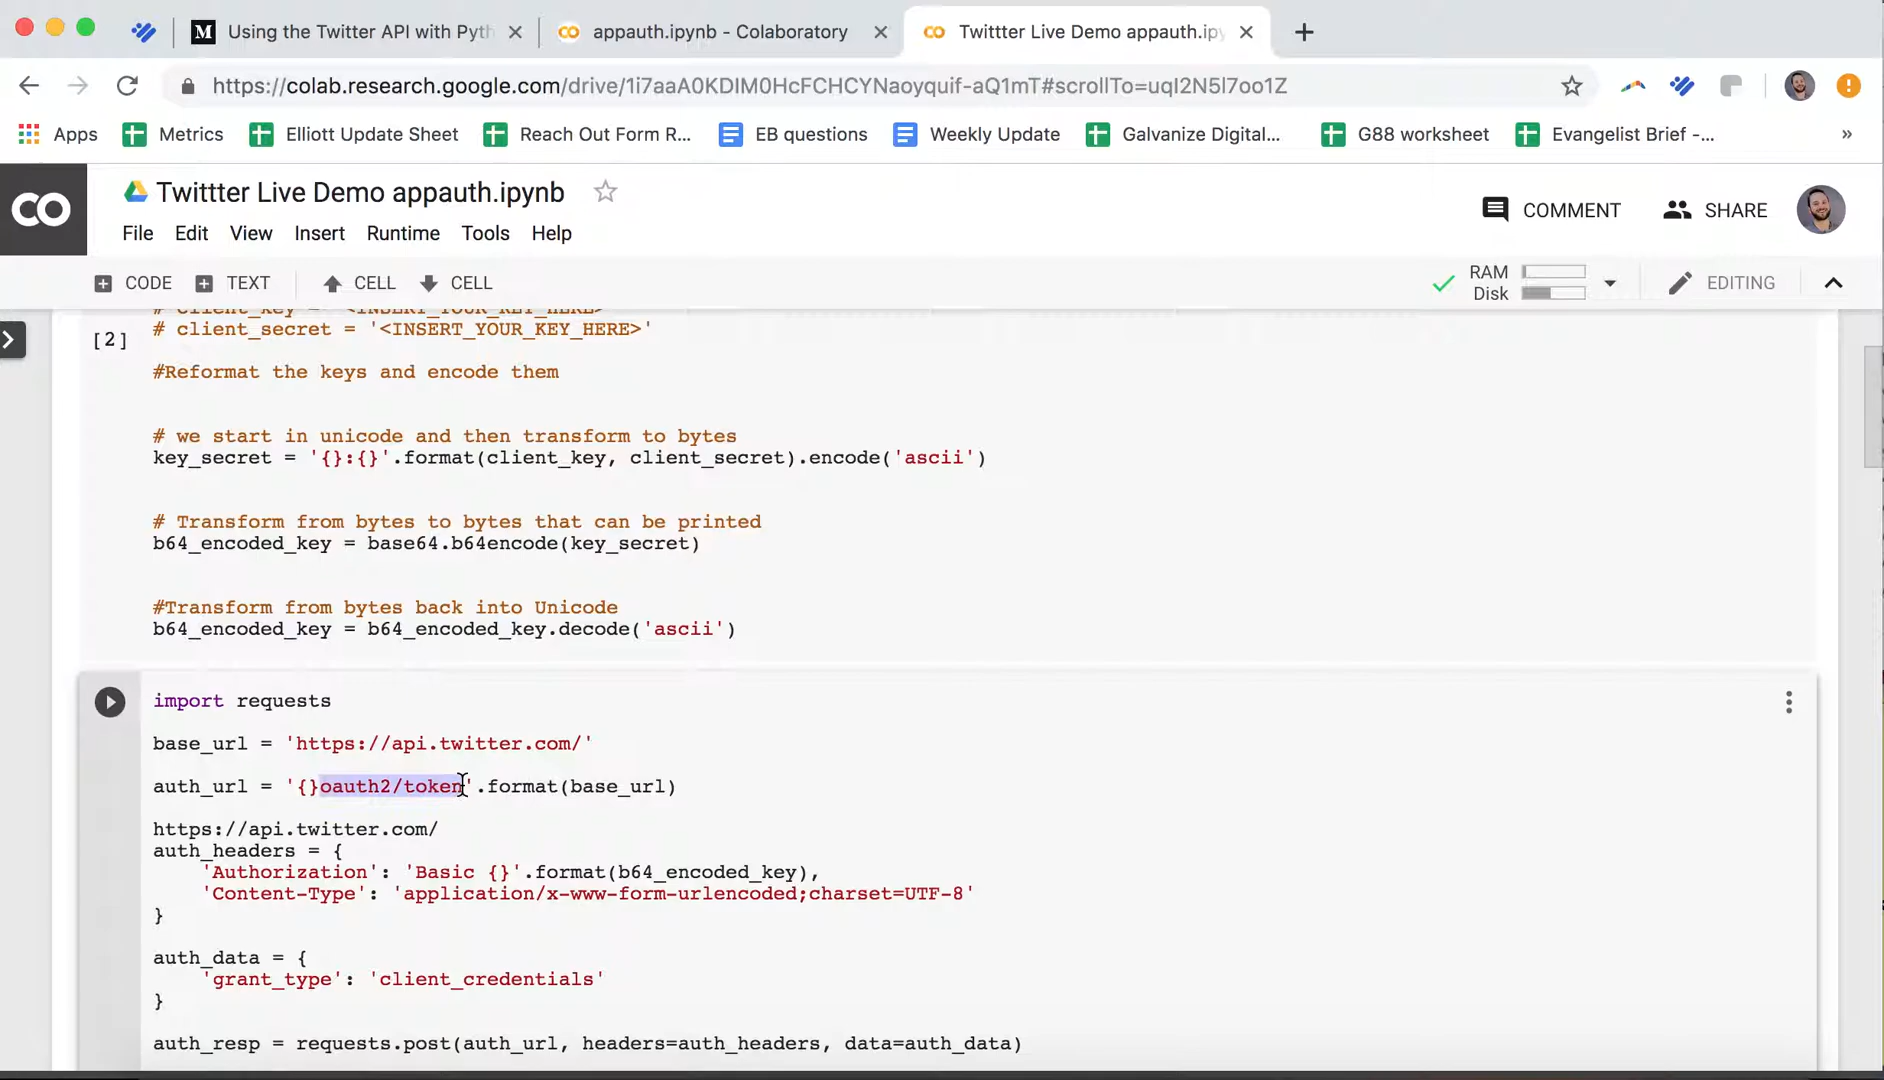 Using the Twitter API with Pyth
appauth.ipynb - Colaboratory
Twittter Live Demo appauth.ipy
https://colab.research.google.com/drive/1i7aaA0KDIM0HcFCHCYNaoyquif-aQ1mT#scrollTo=uqI2N5l7oo1Z
Apps
Metrics
Elliott Update Sheet
Reach Out Form R...
EB questions
Weekly Update
Galvanize Digital...
G88 worksheet
Evangelist Brief -...
»
CO
Twittter Live Demo appauth.ipynb
COMMENT
SHARE
File Edit View Insert Runtime Tools Help
CODE TEXT CELL CELL
RAM
Disk
EDITING
# client_key = '<INSERT_YOUR_KEY_HERE>'
[2]
# client_secret = '<INSERT_YOUR_KEY_HERE>'
#Reformat the keys and encode them
# we start in unicode and then transform to bytes
key_secret = '{}:{}'.format(client_key, client_secret).encode('ascii')
# Transform from bytes to bytes that can be printed
b64_encoded_key = base64.b64encode(key_secret)
#Transform from bytes back into Unicode
b64_encoded_key = b64_encoded_key.decode('ascii')
import requests
base_url = 'https://api.twitter.com/'
auth_url = '{}oauth2/token'.format(base_url)
https://api.twitter.com/
auth_headers = {
'Authorization': 'Basic {}'.format(b64_encoded_key),
'Content-Type': 'application/x-www-form-urlencoded;charset=UTF-8'
}
auth_data = {
'grant_type': 'client_credentials'
}
auth_resp = requests.post(auth_url, headers=auth_headers, data=auth_data)